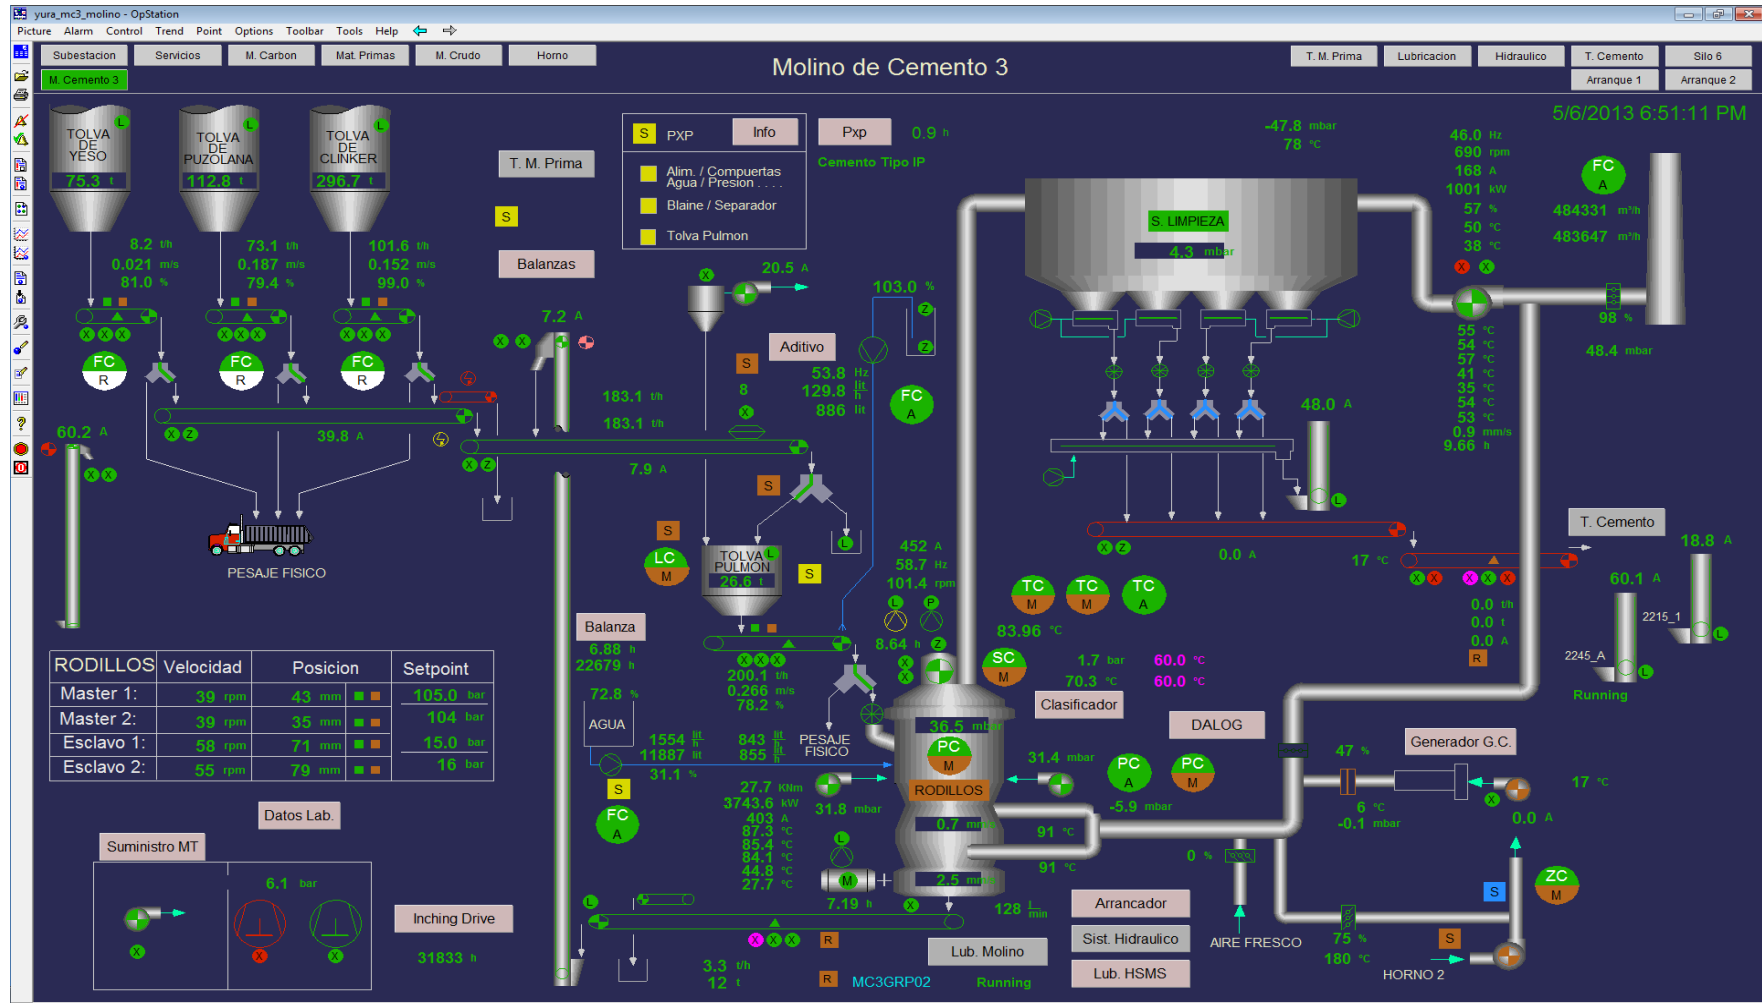 yura_mc3_molino - OpStation
Picture Alarm Control Trend Point Options Toolbar Tools Help
Subestacion Servicios M. Carbon Mat. Primas M. Crudo Horno
M. Cemento 3
Molino de Cemento 3
T. M. Prima Lubricacion Hidraulico T. Cemento Silo 6
Arranque 1 Arranque 2
5/6/2013 6:51:11 PM
TOLVA DE YESO
75.3 t
TOLVA DE PUZOLANA
112.8 t
TOLVA DE CLINKER
296.7 t
L L L
8.2 t/h
0.021 m/s
81.0 %
73.1 t/h
0.187 m/s
79.4 %
101.6 t/h
0.152 m/s
99.0 %
X X X
X X X
X X X
FC R
FC R
FC R
T. M. Prima
S
Balanzas
S PXP Info
Alim. / Compuertas
Agua / Presion . . . .
Blaine / Separador
Tolva Pulmon
Pxp 0.9 h
Cemento Tipo IP
-47.8 mbar
78 °C
S. LIMPIEZA
4.3 mbar
46.0 Hz
690 rpm
168 A
1001 kW
57 %
50 °C
38 °C
X X
FC A
484331 m³/h
483647 m³/h
98 %
48.4 mbar
55 °C
54 °C
57 °C
41 °C
35 °C
54 °C
53 °C
0.9 mm/s
9.66 h
X
20.5 A
103.0 %
Z
Z
7.2 A
X X
Aditivo
S
8
X
53.8 Hz
129.8 lit/h
886 lit
FC A
183.1 t/h
183.1 t/h
39.8 A
X Z
X Z
7.9 A
60.2 A
X X
PESAJE FISICO
S
L
S
LC M
TOLVA PULMON
L
26.6 t
S
48.0 A
L
X Z
0.0 A
17 °C
X X X X X
0.0 t/h
0.0 t
0.0 A
R
T. Cemento
18.8 A
60.1 A
2215_1
L
2245_A
L
Running
452 A
58.7 Hz
101.4 rpm
L P
8.64 h
Z
X
X
TC M
TC M
TC A
83.96 °C
SC M
1.7 bar 60.0 °C
70.3 °C 60.0 °C
Clasificador
DALOG
Balanza
6.88 h
22679 h
72.8 %
AGUA
X X X
200.1 t/h
0.266 m/s
78.2 %
PESAJE FISICO
1554 lit/h 843 lit/h
11887 lit 855 lit/h
31.1 %
S
FC A
36.5 mbar
PC M
RODILLOS
0.7 mm
2.5 mm
31.8 mbar
31.4 mbar
PC A
PC M
-5.9 mbar
91 °C
91 °C
27.7 KNm
3743.6 kW
403 A
87.3 °C
85.4 °C
84.1 °C
44.8 °C
27.7 °C
L
M
7.19 h
X
128 l/min
L
X X X R
3.3 t/h
12 t
R MC3GRP02 Running
Lub. Molino
Arrancador
Sist. Hidraulico
Lub. HSMS
47 %
Generador G.C.
17 °C
X
6 °C
-0.1 mbar
0.0 A
0 %
AIRE FRESCO
S
ZC M
75 %
180 °C
S
HORNO 2
RODILLOS Velocidad Posicion Setpoint
Master 1: 39 rpm 43 mm 105.0 bar
Master 2: 39 rpm 35 mm 104 bar
Esclavo 1: 58 rpm 71 mm 15.0 bar
Esclavo 2: 55 rpm 79 mm 16 bar
Datos Lab.
Suministro MT
6.1 bar
X X X
Inching Drive
31833 h